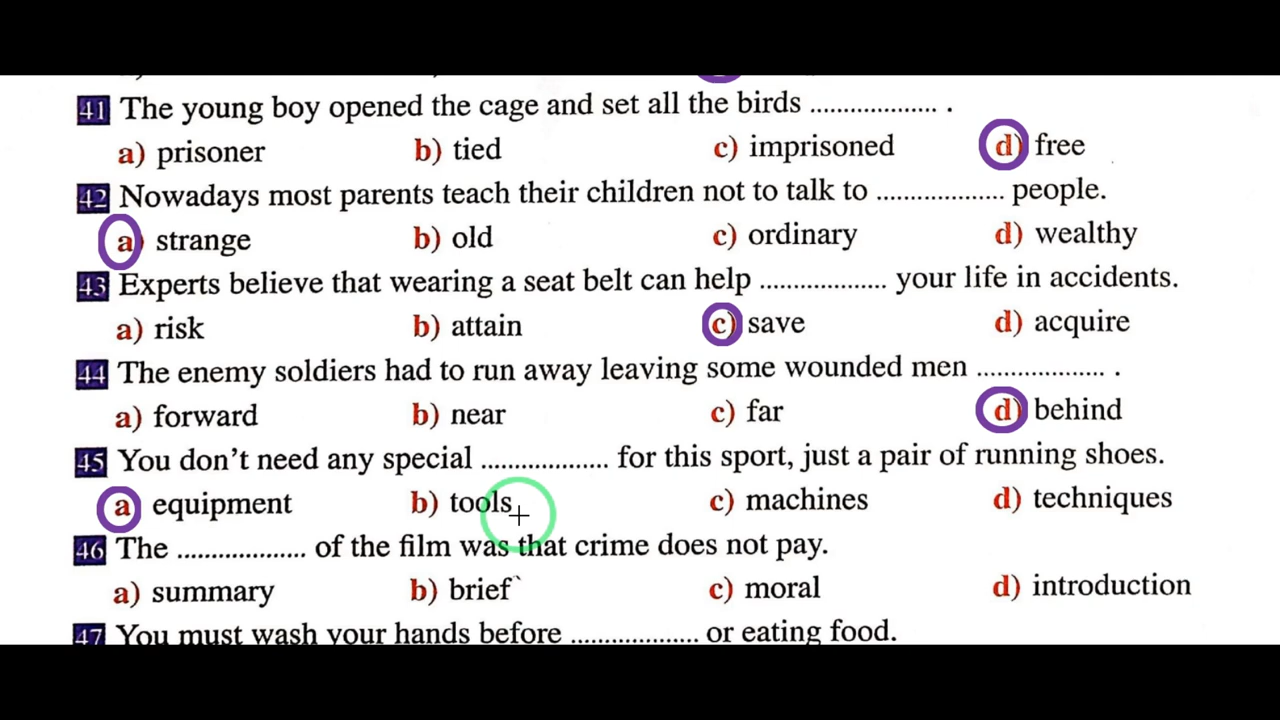 41 The young boy opened the cage and set all the birds ................... .
a) prisoner b) tied c) imprisoned d) free
42 Nowadays most parents teach their children not to talk to ................... people.
a) strange b) old c) ordinary d) wealthy
43 Experts believe that wearing a seat belt can help ................... your life in accidents.
a) risk b) attain c) save d) acquire
44 The enemy soldiers had to run away leaving some wounded men ................... .
a) forward b) near c) far d) behind
45 You don't need any special ................... for this sport, just a pair of running shoes.
a equipment b) tools c) machines d) techniques
46 The ................... of the film was that crime does not pay.
a) summary b) brief c) moral d) introduction
47 You must wash your hands before ................... or eating food.